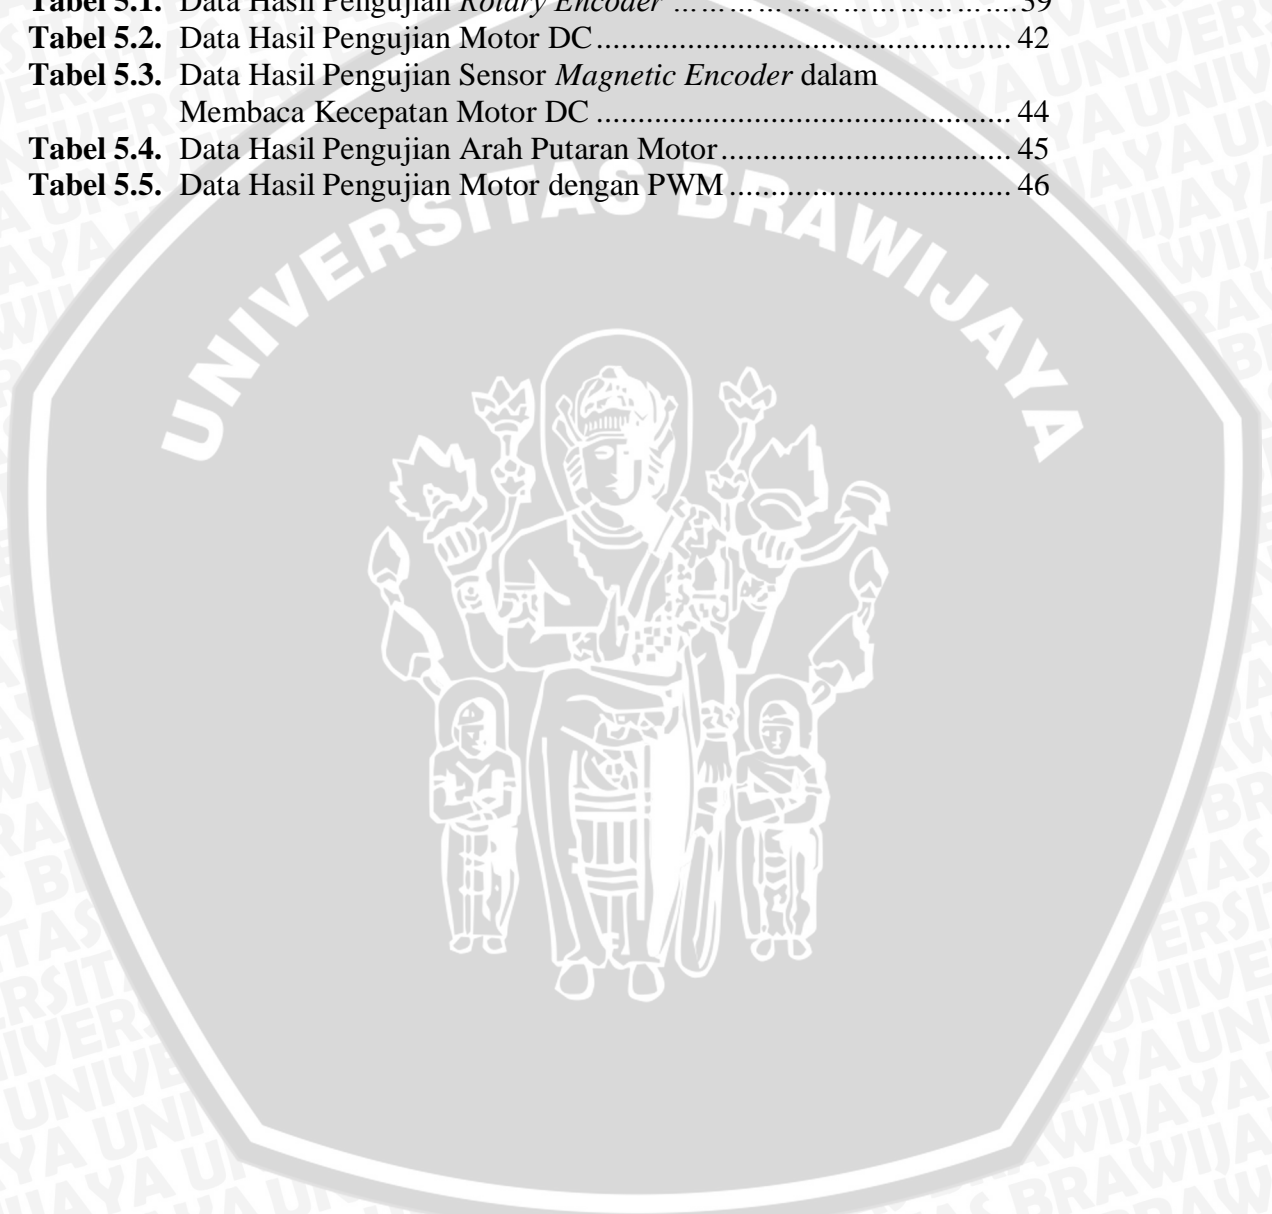 Tabel 5.1. Data Hasil Pengujian Rotary Encoder ………………………………...39
Tabel 5.2. Data Hasil Pengujian Motor DC................................................... 42
Tabel 5.3. Data Hasil Pengujian Sensor Magnetic Encoder dalam
Membaca Kecepatan Motor DC ................................................... 44
Tabel 5.4. Data Hasil Pengujian Arah Putaran Motor.................................... 45
Tabel 5.5. Data Hasil Pengujian Motor dengan PWM................................... 46
UNIVERSITAS BRAWIJAYA